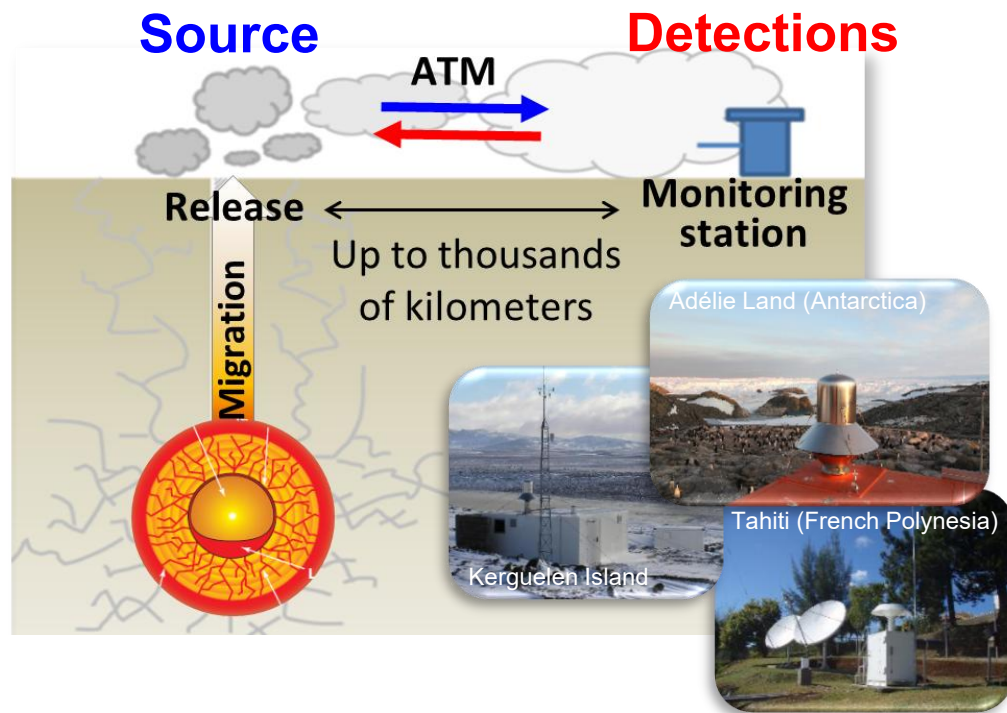 Source
Detections
ATM
Release
Monitoring
station
Up to thousands
of kilometers
Migration
Adélie Land (Antarctica)
Kerguelen Island
Tahiti (French Polynesia)
L